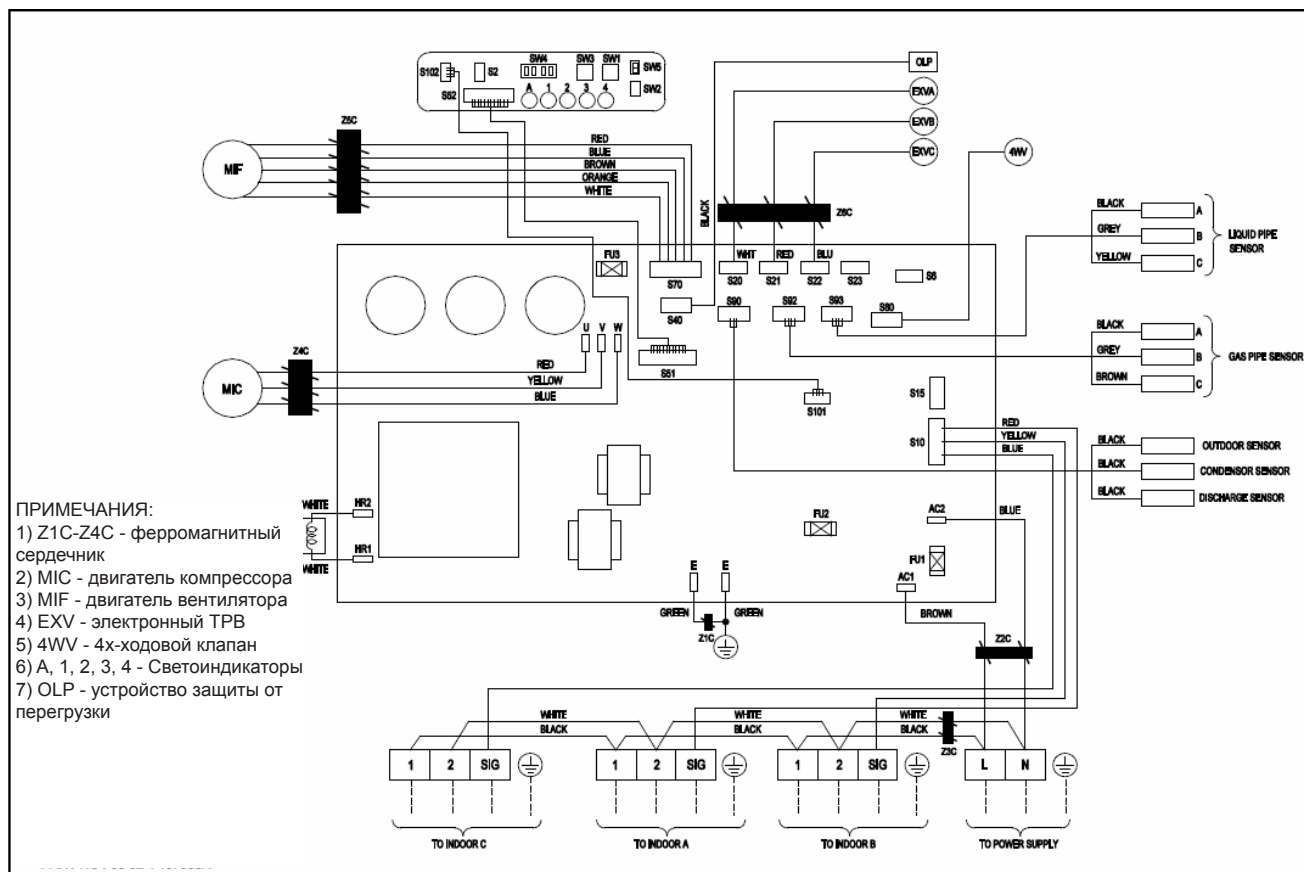 S102
S2
SW4
SW3
SW1
SW5
SW2
S52
A 1 2 3 4
OLP
EXVA
EXVB
EXVC
4WV
Z5C
MIF
RED
BLUE
BROWN
ORANGE
WHITE
BLACK
Z6C
BLACK A
GREY B
YELLOW C
LIQUID PIPE
SENSOR
FU3
S70
WHT RED BLU
S20 S21 S22 S23
S6
S40
S90 S92 S93
S80
U V W
S51
Z4C
MIC
RED
YELLOW
BLUE
S101
S15
S10
RED
YELLOW
BLUE
BLACK A
GREY B
BROWN C
GAS PIPE SENSOR
BLACK OUTDOOR SENSOR
BLACK CONDENSOR SENSOR
BLACK DISCHARGE SENSOR
WHITE HR2
WHITE HR1
FU2
AC2
BLUE
FU1
AC1
BROWN
E E
GREEN GREEN
Z1C
Z2C
ПРИМЕЧАНИЯ:
1) Z1C-Z4C - ферромагнитный
сердечник
2) MIC - двигатель компрессора
3) MIF - двигатель вентилятора
4) EXV - электронный ТРВ
5) 4WV - 4х-ходовой клапан
6) A, 1, 2, 3, 4 - Светоиндикаторы
7) OLP - устройство защиты от
перегрузки
WHITE WHITE WHITE
BLACK BLACK BLACK
Z3C
1 2 SIG
1 2 SIG
1 2 SIG
L N
TO INDOOR C
TO INDOOR A
TO INDOOR B
TO POWER SUPPLY